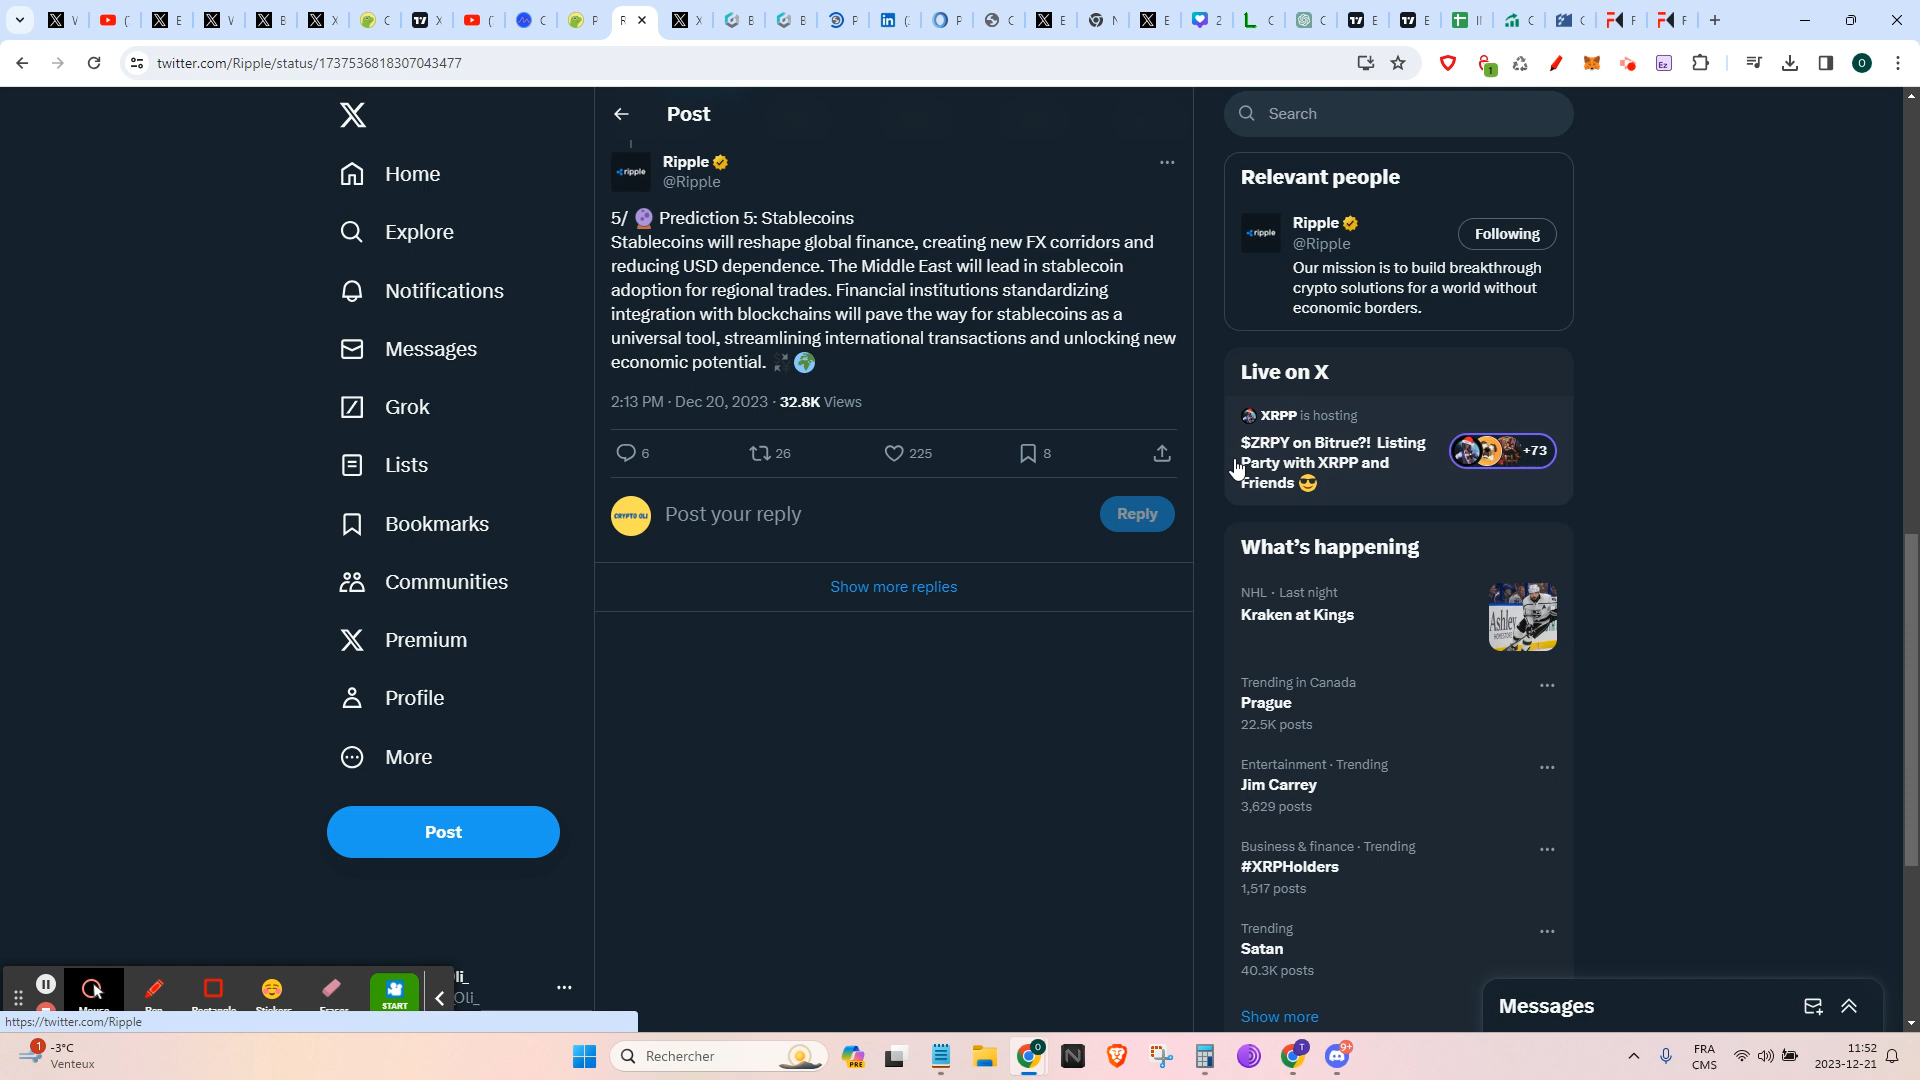 twitter.com/Ripple/status/1737536818307043477
Home
Explore
Notifications
Messages
Grok
Lists
Bookmarks
Communities
Premium
Profile
More
Post
Post
Ripple
@Ripple
5/ Prediction 5: Stablecoins
Stablecoins will reshape global finance, creating new FX corridors and
reducing USD dependence. The Middle East will lead in stablecoin
adoption for regional trades. Financial institutions standardizing
integration with blockchains will pave the way for stablecoins as a
universal tool, streamlining international transactions and unlocking new
economic potential.
2:13 PM · Dec 20, 2023 · 32.8K Views
6
26
225
8
CRYPTO OLI
Post your reply
Reply
Show more replies
Search
Relevant people
Ripple
@Ripple
Following
Our mission is to build breakthrough
crypto solutions for a world without
economic borders.
Live on X
XRPP is hosting
$ZRPY on Bitrue?! Listing
Party with XRPP and
Friends
+73
What's happening
NHL · Last night
Kraken at Kings
Trending in Canada
Prague
22.5K posts
Entertainment · Trending
Jim Carrey
3,629 posts
Business & finance · Trending
#XRPHolders
1,517 posts
Trending
Satan
40.3K posts
Show more
Messages
START
https://twitter.com/Ripple
-3°C
Venteux
Rechercher
FRA
CMS
11:52
2023-12-21